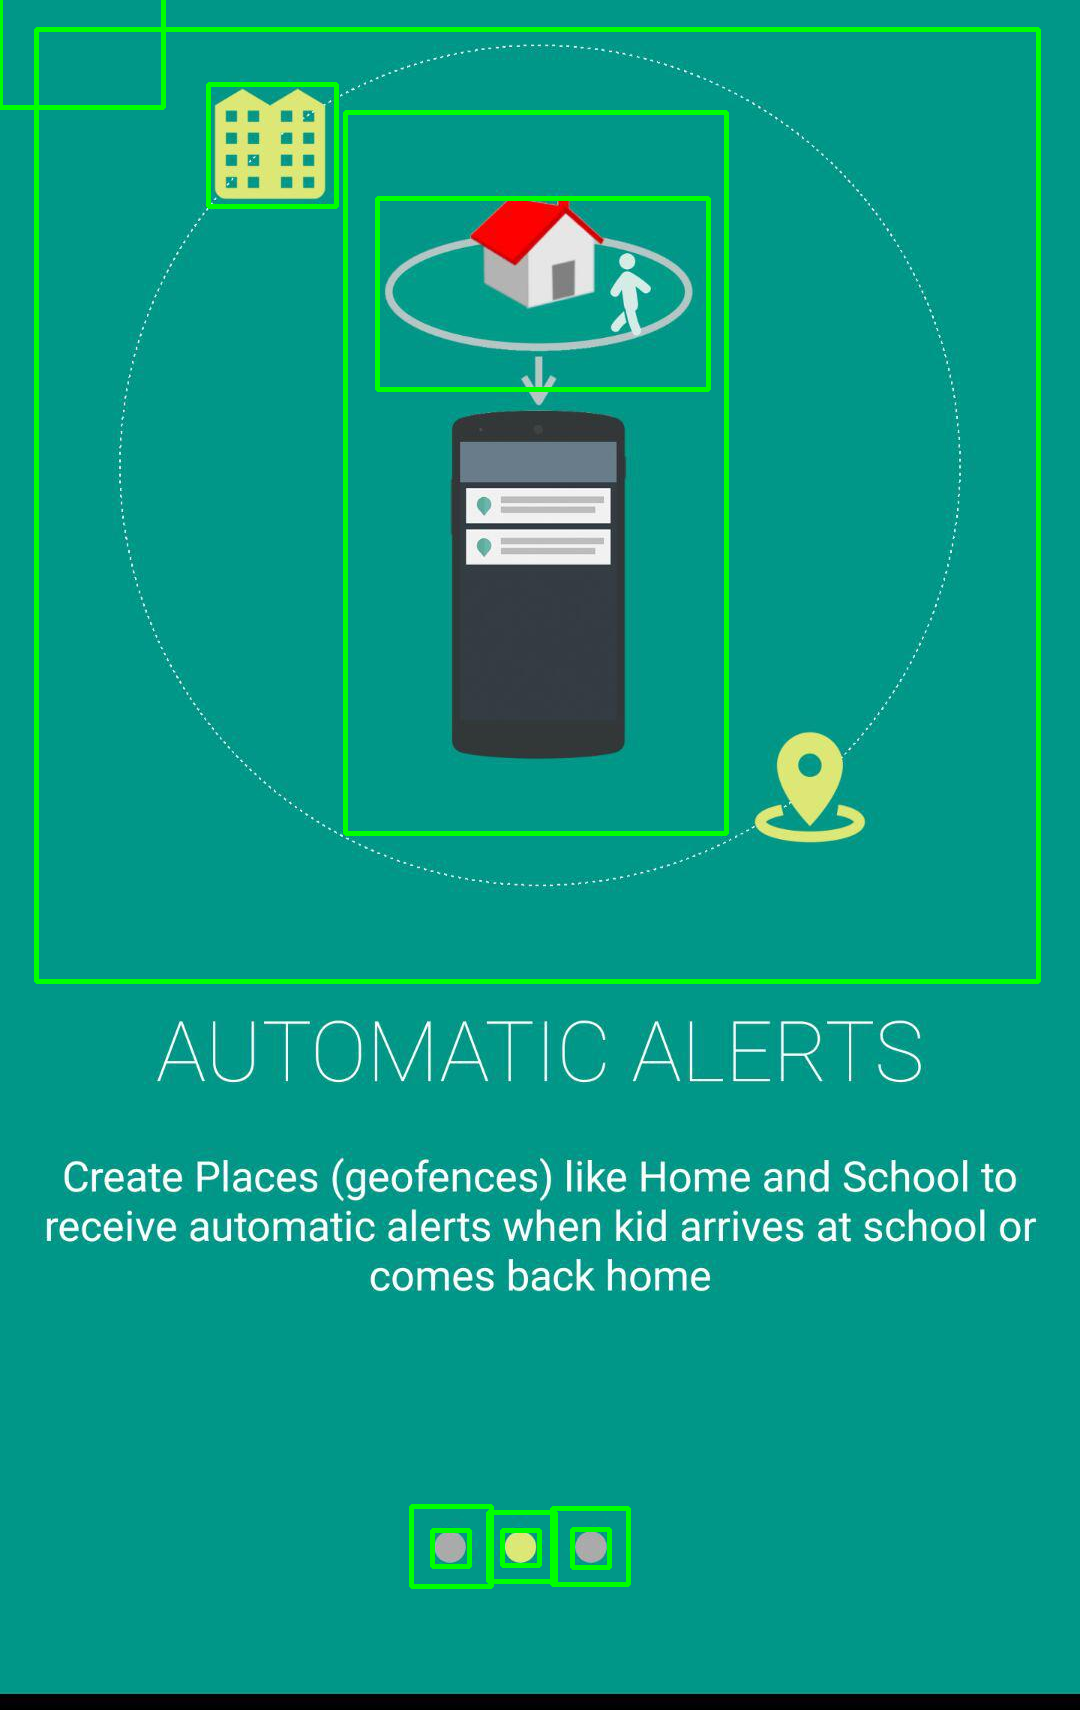 AUTOMATIC ALERTS
Create Places (geofences) like Home and School to
receive automatic alerts when kid arrives at school or
comes back home